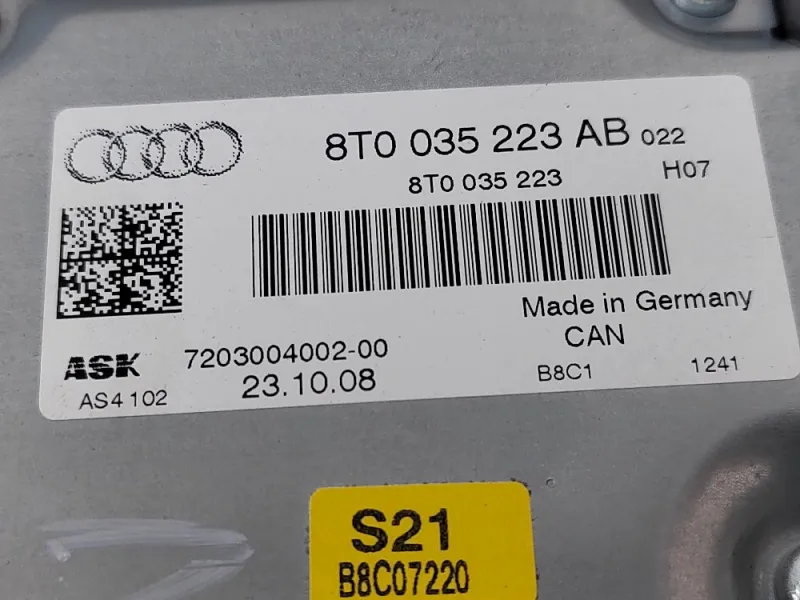 8T0 035 223 AB 022
8T0 035 223 H07
Made in Germany
CAN
ASK 7203004002-00
AS4 102 23.10.08 B8C1 1241
S21
B8C07220